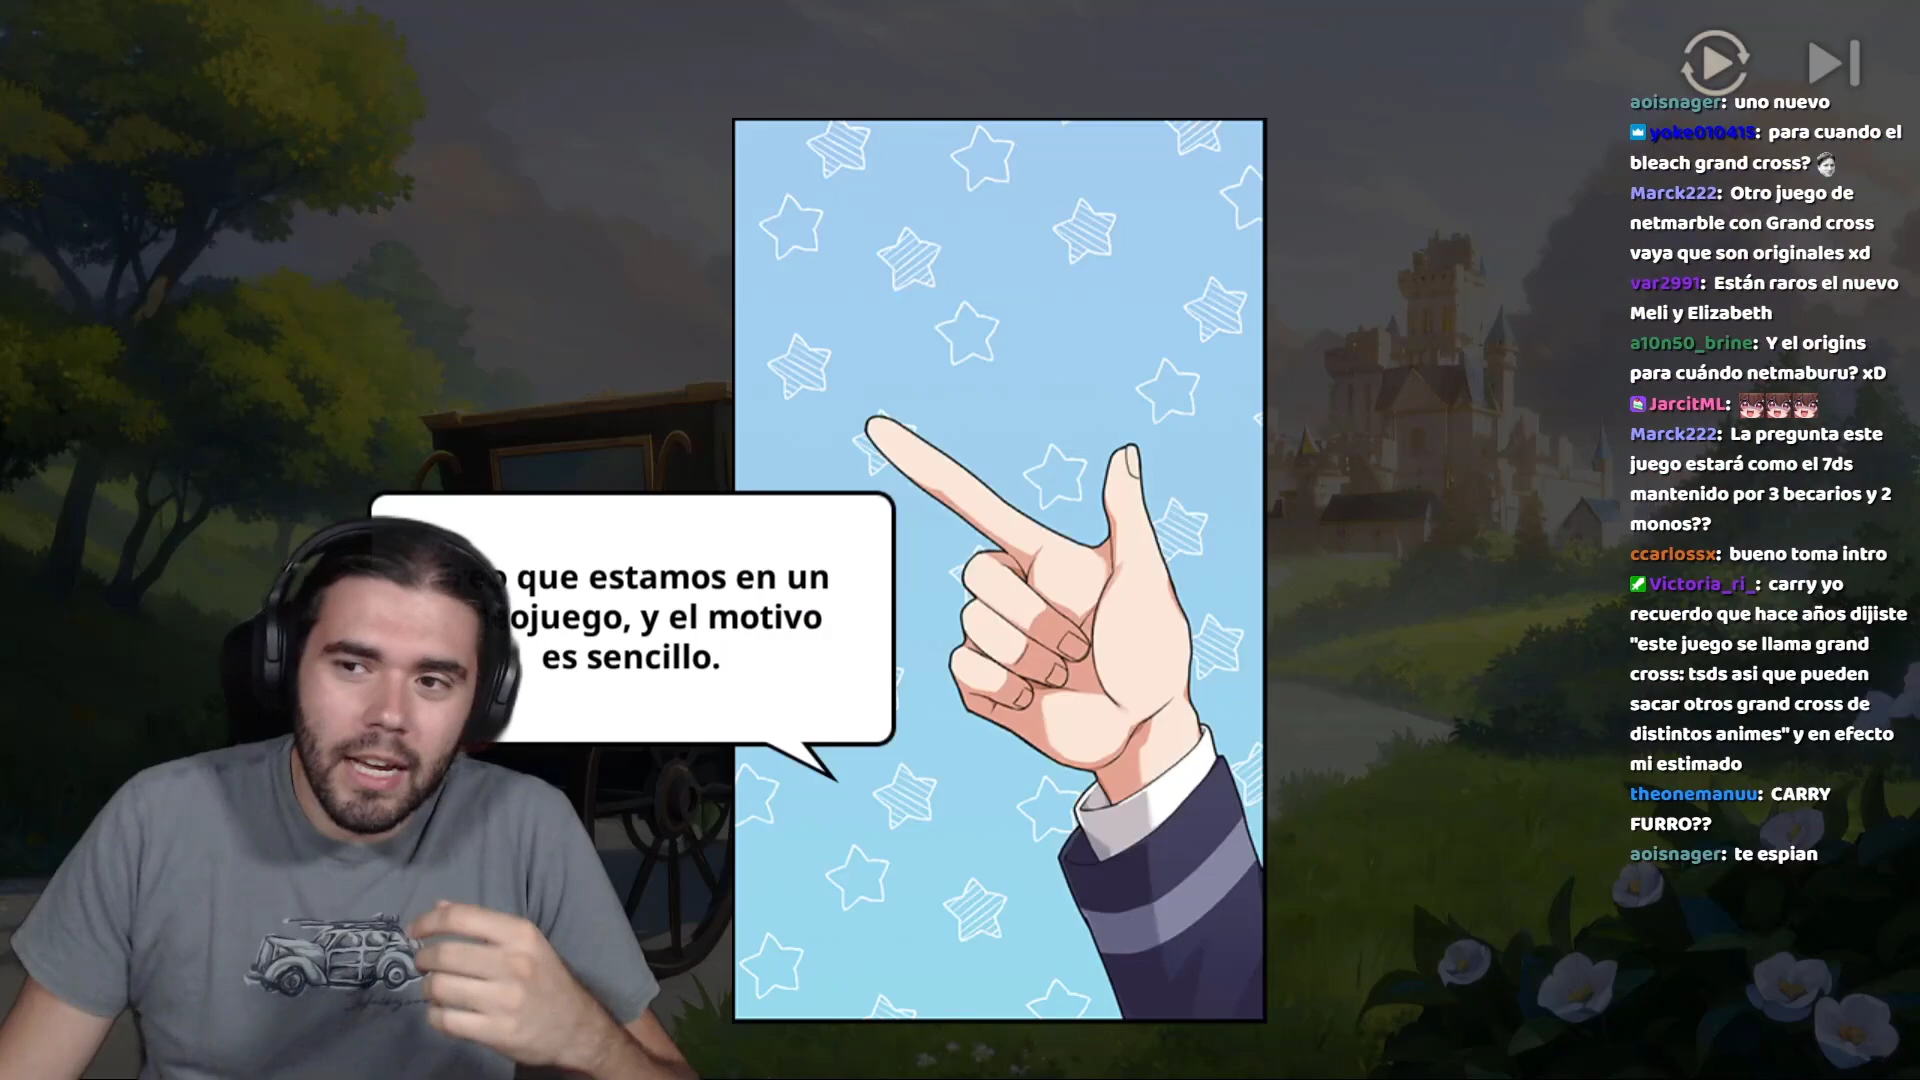 que estamos en un
ojuego, y el motivo
es sencillo.
aoisnager: uno nuevo
yoke010415: para cuando el
bleach grand cross?
Marck222: Otro juego de
netmarble con Grand cross
vaya que son originales xd
var2991: Están raros el nuevo
Meli y Elizabeth
a10n50_brine: Y el origins
para cuándo netmaburu? xD
JarcitML:
Marck222: La pregunta este
juego estará como el 7ds
mantenido por 3 becarios y 2
monos??
ccarlossx: bueno toma intro
Victoria_ri_: carry yo
recuerdo que hace años dijiste
"este juego se llama grand
cross: tsds asi que pueden
sacar otros grand cross de
distintos animes" y en efecto
mi estimado
theonemanuu: CARRY
FURRO??
aoisnager: te espian